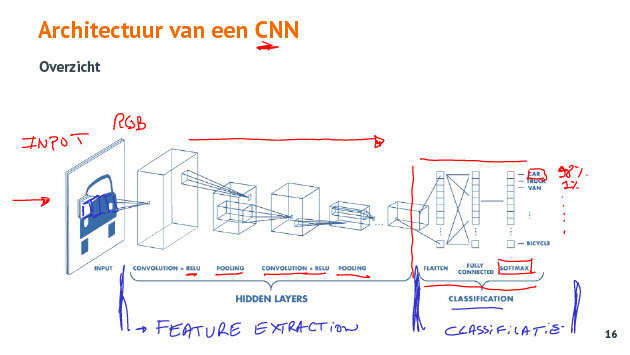 Architectuur van een CNN
Overzicht
INPUT RGB
CAR 90%
TRUCK 1%
VAN
BICYCLE
INPUT CONVOLUTION + RELU POOLING CONVOLUTION + RELU POOLING FLATTEN FULLY CONNECTED SOFTMAX
HIDDEN LAYERS CLASSIFICATION
→ FEATURE EXTRACTION CLASSIFICATIE
16